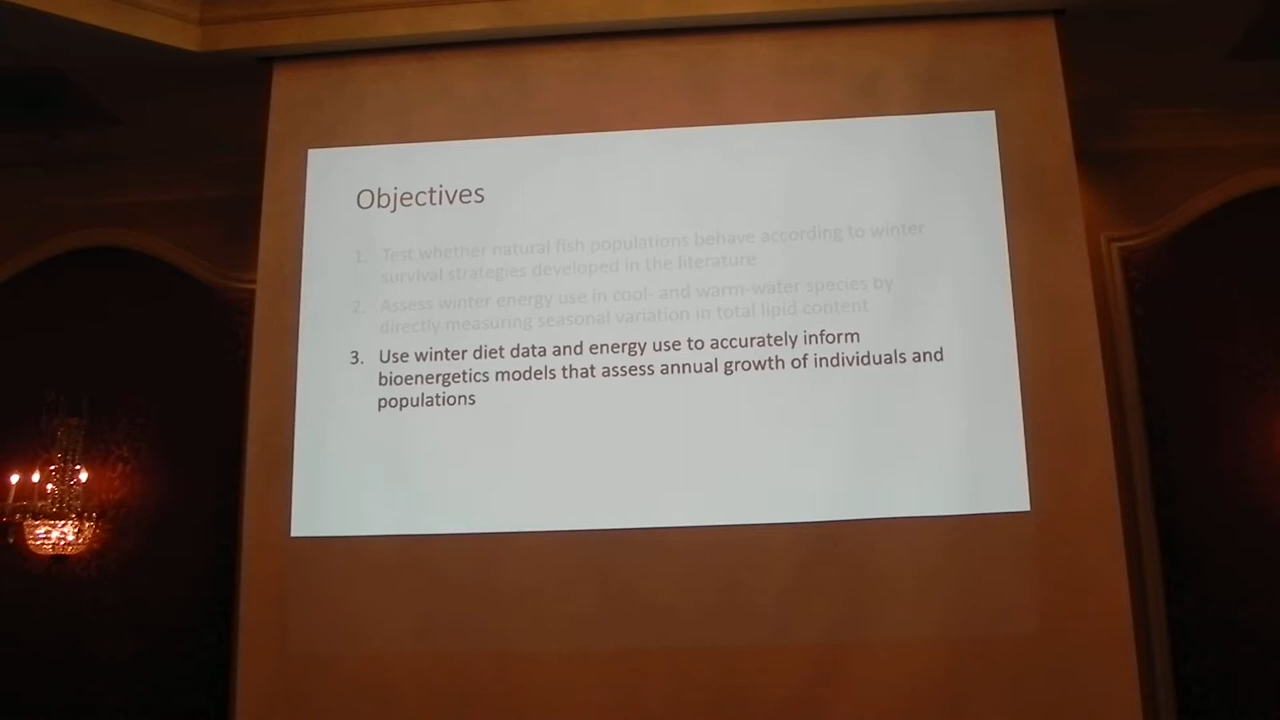 Objectives
1. Test whether natural fish populations behave according to winter
survival strategies developed in the literature
2. Assess winter energy use in cool- and warm-water species by
directly measuring seasonal variation in total lipid content
3. Use winter diet data and energy use to accurately inform
bioenergetics models that assess annual growth of individuals and
populations